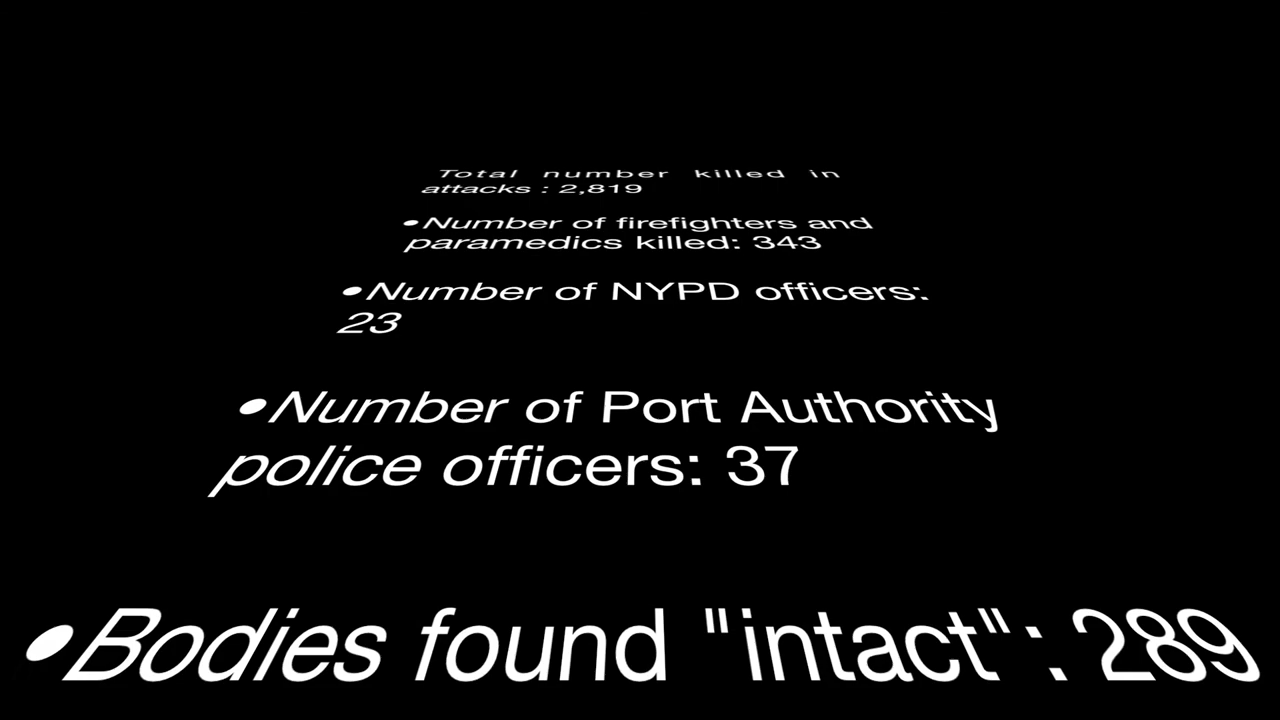 Total number killed in
attacks : 2,819
•Number of firefighters and
paramedics killed: 343
•Number of NYPD officers:
23
•Number of Port Authority
police officers: 37
•Bodies found "intact": 289